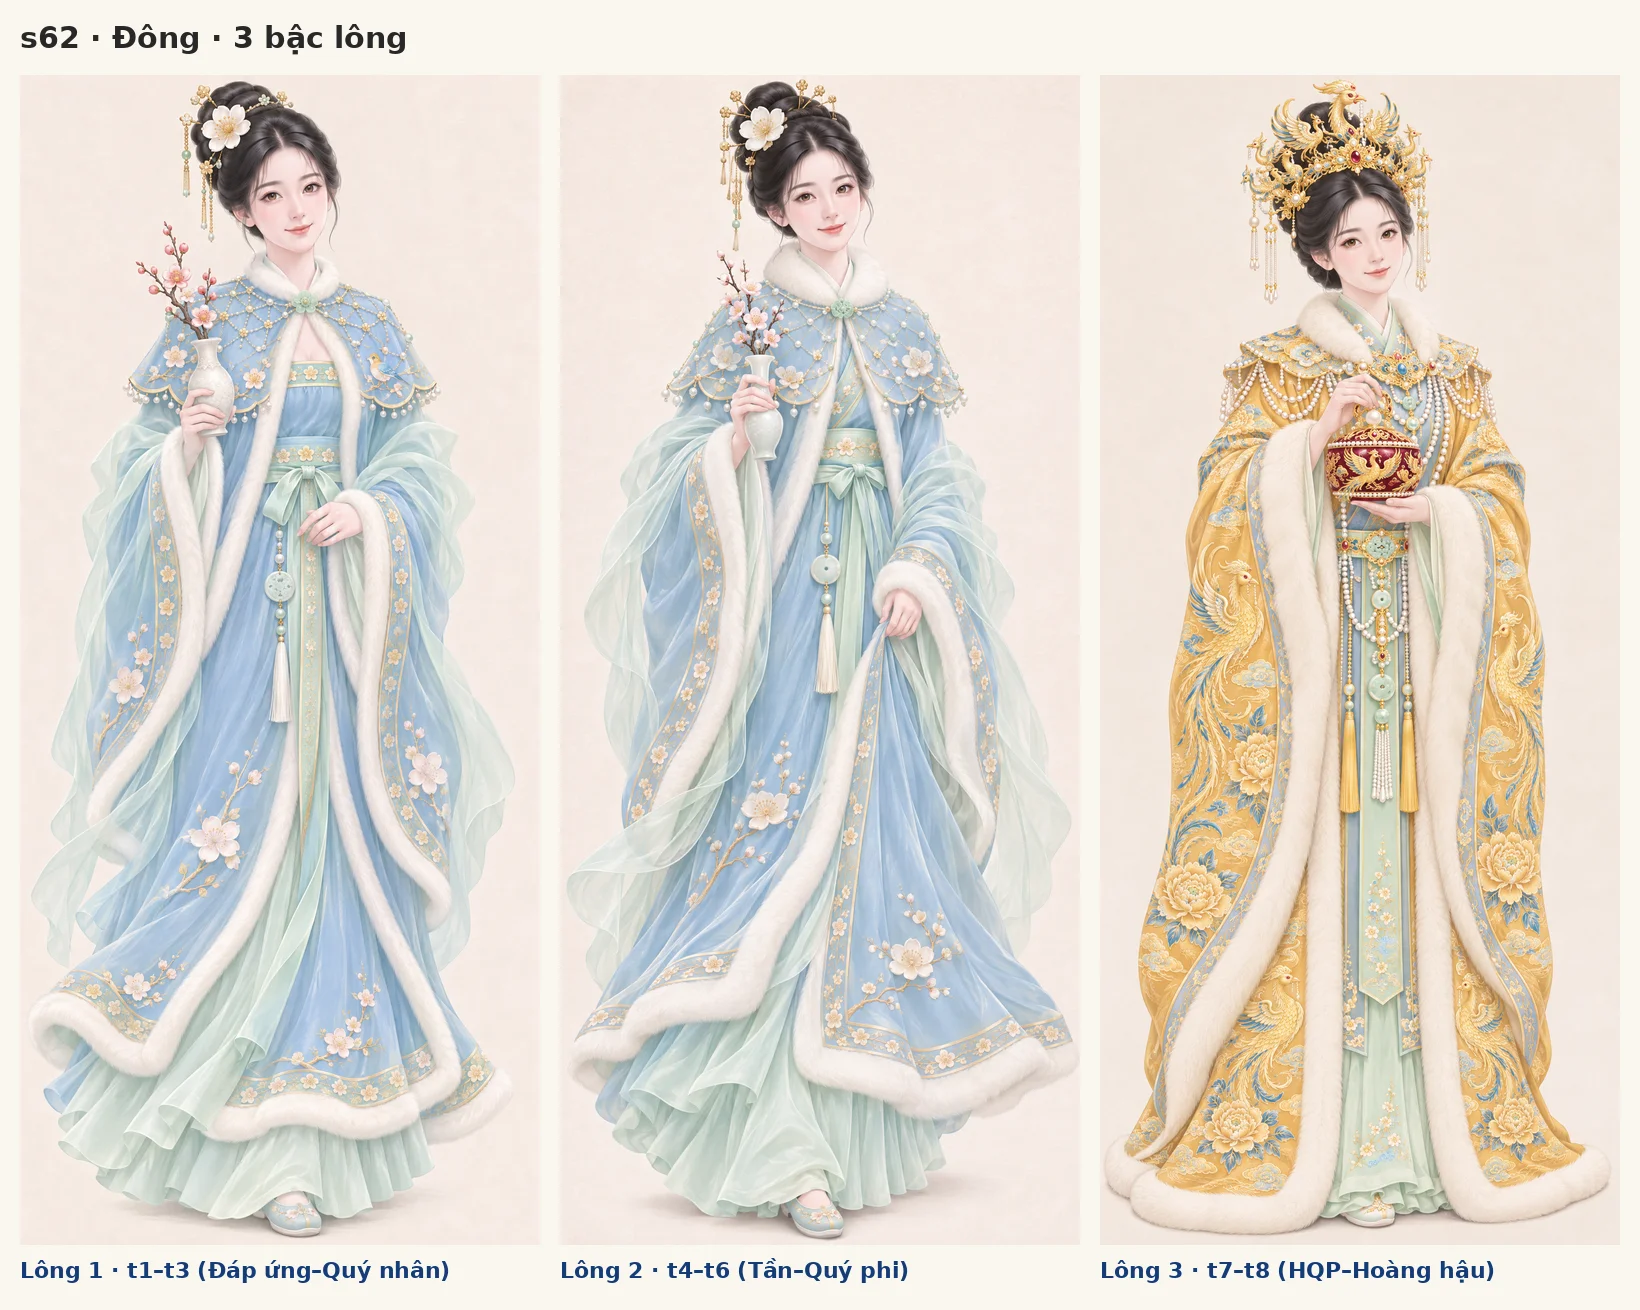 s62 · Đông · 3 bậc lông
Lông 1 · t1–t3 (Đáp ứng–Quý nhân)
Lông 2 · t4–t6 (Tần–Quý phi)
Lông 3 · t7–t8 (HQP–Hoàng hậu)